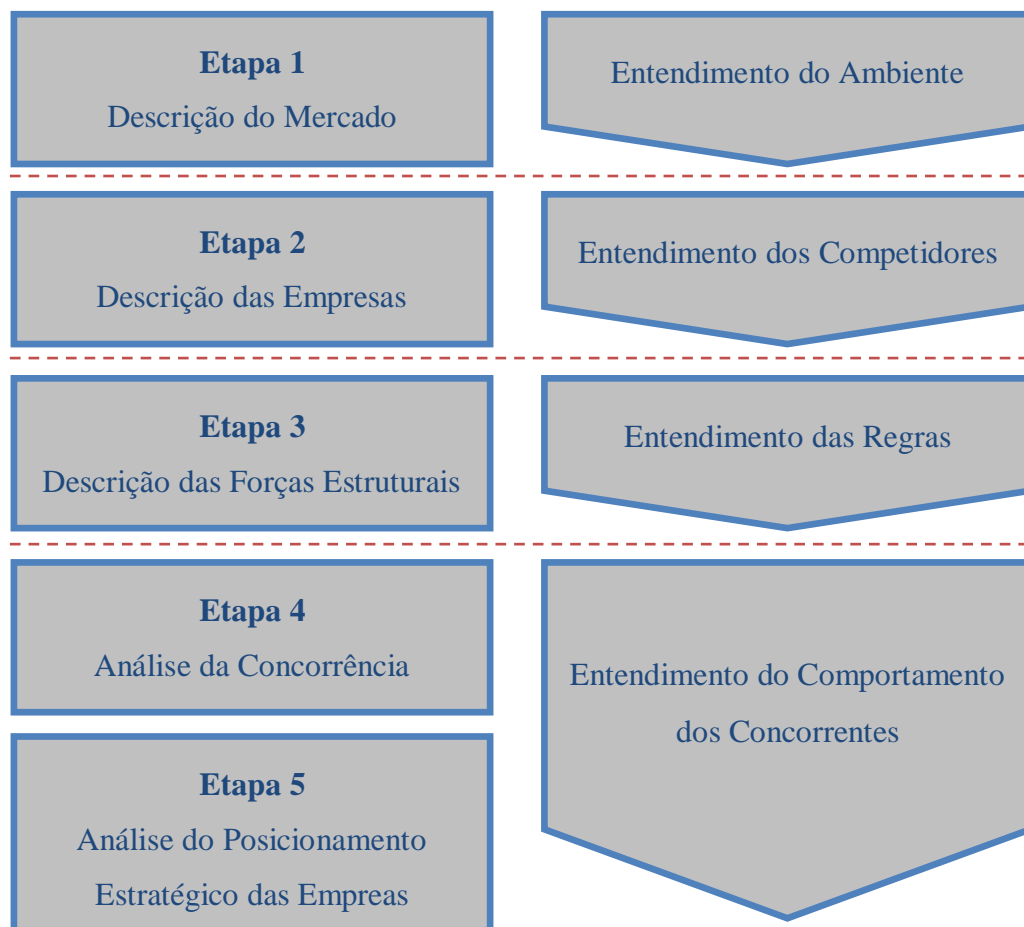 Etapa 1
Descrição do Mercado
Entendimento do Ambiente
Etapa 2
Descrição das Empresas
Entendimento dos Competidores
Etapa 3
Descrição das Forças Estruturais
Entendimento das Regras
Etapa 4
Análise da Concorrência
Entendimento do Comportamento
dos Concorrentes
Etapa 5
Análise do Posicionamento
Estratégico das Empreas